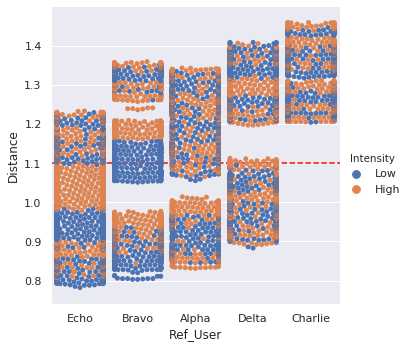 1.4
1.3
1.2
1.1
1.0
0.9
0.8
Distance
Echo Bravo Alpha Delta Charlie
Ref_User
Intensity
Low
High